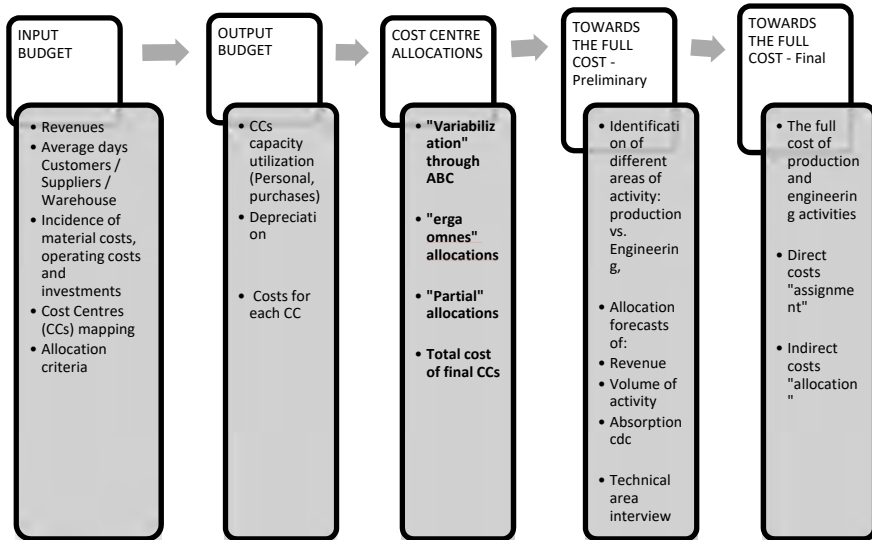 INPUT
BUDGET
• Revenues
• Average days
Customers /
Suppliers /
Warehouse
• Incidence of
material costs,
operating costs
and
investments
• Cost Centres
(CCs) mapping
• Allocation
criteria
OUTPUT
BUDGET
• CCs
capacity
utilization
(Personal,
purchases)
• Depreciati
on
• Costs for
each CC
COST CENTRE
ALLOCATIONS
• "Variabiliz
ation" through
ABC
• "erga
omnes"
allocations
• "Partial"
allocations
• Total cost
of final CCs
TOWARDS
THE FULL
COST -
Preliminary
• Identificati
on of
different
areas of
activity:
production
vs.
Engineerin
g,
• Allocation
forecasts
of:
• Revenue
• Volume of
activity
• Absorption
cdc
• Technical
area
interview
TOWARDS
THE FULL
COST - Final
• The full
cost of
production
and
engineerin
g activities
• Direct
costs
"assignme
nt"
• Indirect
costs
"allocation
"